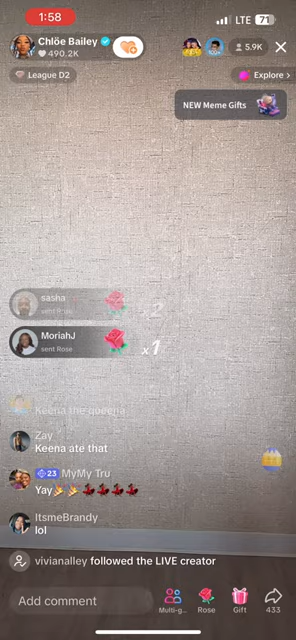 1:58
LTE 71
Chlöe Bailey
490.2K
5.9K
League D2
Explore >
NEW Meme Gifts
sasha
sent Rose
x2
MoriahJ
sent Rose
x1
Keena the queena
Zay
Keena ate that
23 MyMy Tru
Yay
ItsmeBrandy
lol
vivianalley followed the LIVE creator
Add comment
Multi-g...
Rose
Gift
433